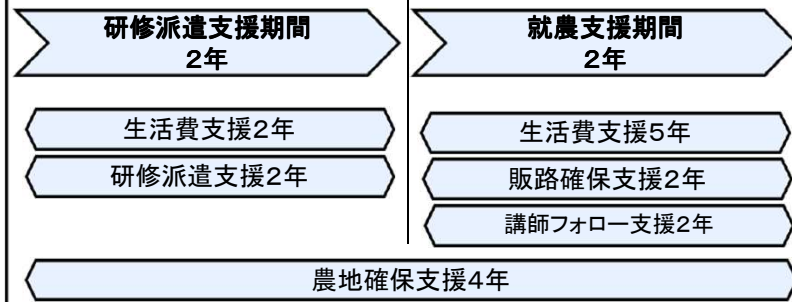 研修派遣支援期間
2年
就農支援期間
2年
生活費支援2年
研修派遣支援2年
生活費支援5年
販路確保支援2年
講師フォロー支援2年
農地確保支援4年